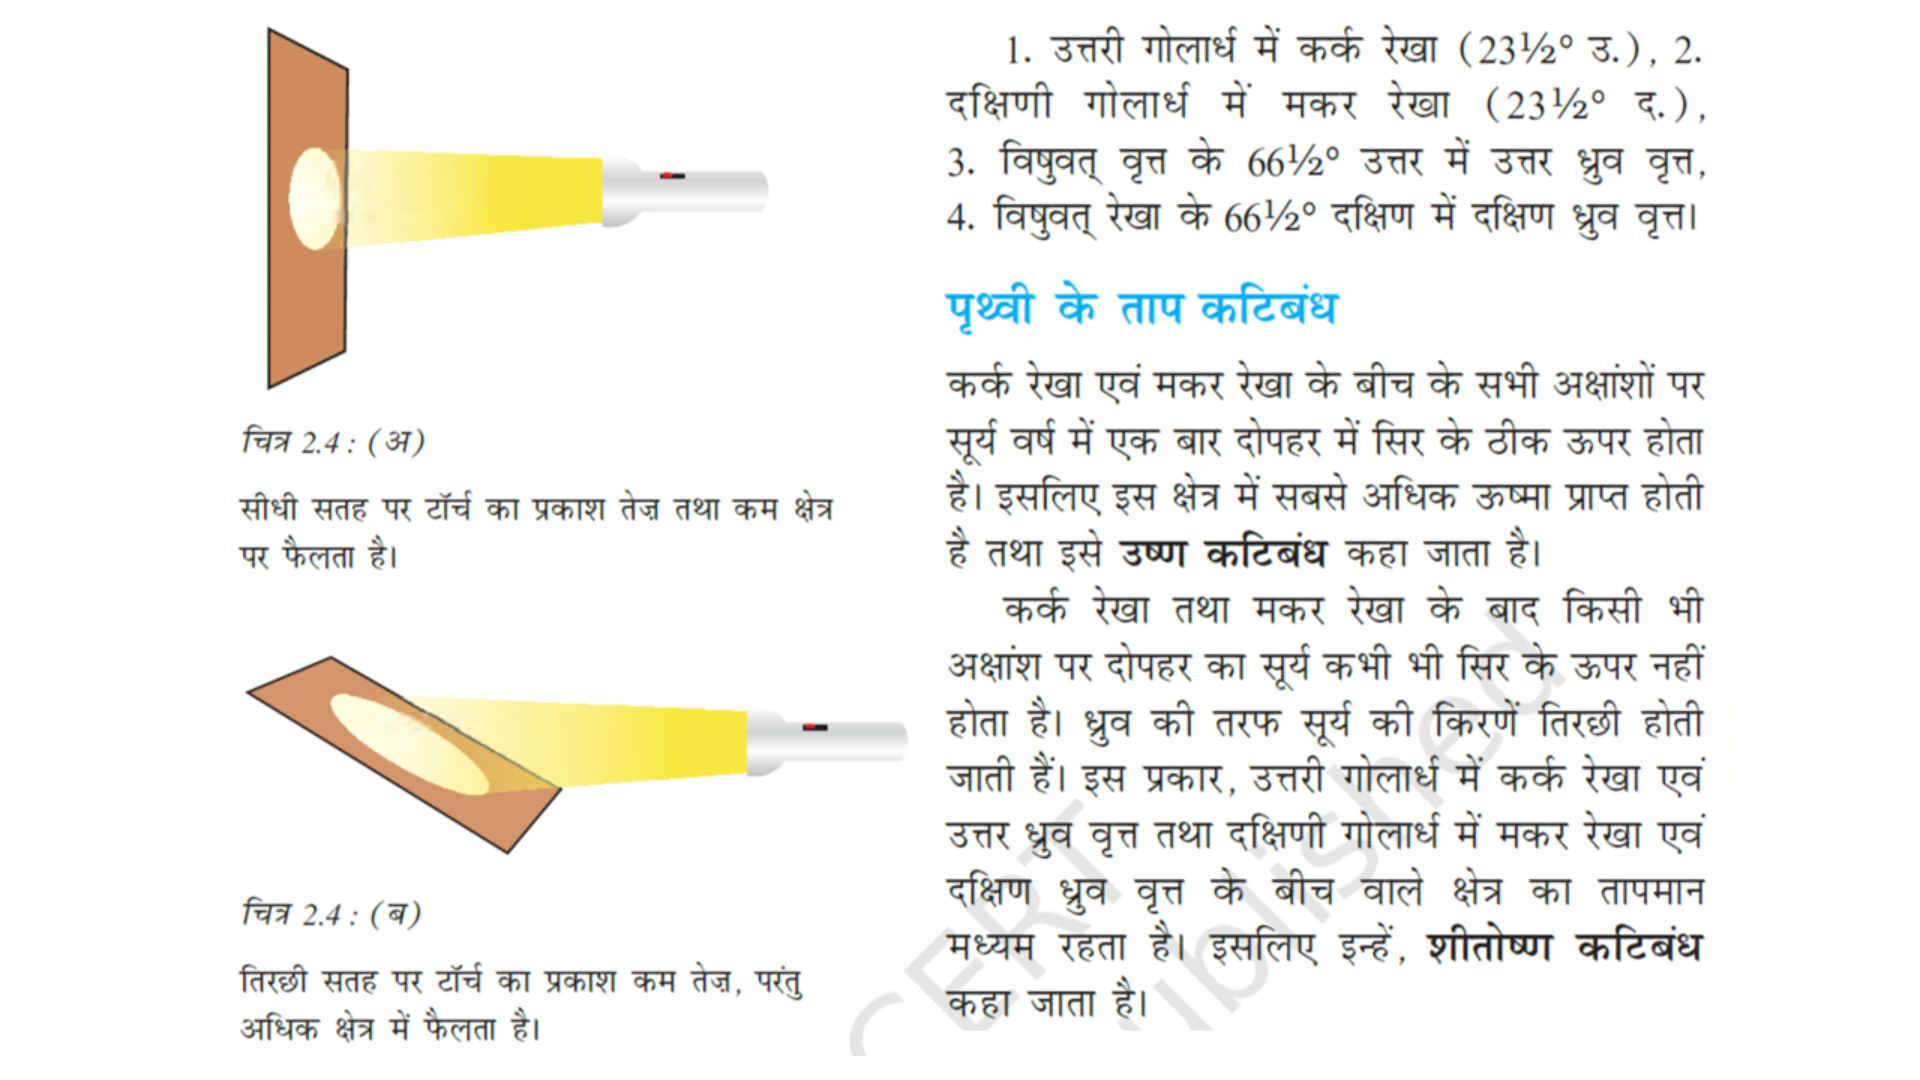 चित्र 2.4 : (अ)
सीधी सतह पर टॉर्च का प्रकाश तेज़ तथा कम क्षेत्र
पर फैलता है।
चित्र 2.4 : (ब)
तिरछी सतह पर टॉर्च का प्रकाश कम तेज़, परंतु
अधिक क्षेत्र में फैलता है।
1. उत्तरी गोलार्ध में कर्क रेखा (23½° उ.), 2.
दक्षिणी गोलार्ध में मकर रेखा (23½° द.),
3. विषुवत् वृत्त के 66½° उत्तर में उत्तर ध्रुव वृत्त,
4. विषुवत् रेखा के 66½° दक्षिण में दक्षिण ध्रुव वृत्त।
पृथ्वी के ताप कटिबंध
कर्क रेखा एवं मकर रेखा के बीच के सभी अक्षांशों पर
सूर्य वर्ष में एक बार दोपहर में सिर के ठीक ऊपर होता
है। इसलिए इस क्षेत्र में सबसे अधिक ऊष्मा प्राप्त होती
है तथा इसे उष्ण कटिबंध कहा जाता है।
कर्क रेखा तथा मकर रेखा के बाद किसी भी
अक्षांश पर दोपहर का सूर्य कभी भी सिर के ऊपर नहीं
होता है। ध्रुव की तरफ सूर्य की किरणें तिरछी होती
जाती हैं। इस प्रकार, उत्तरी गोलार्ध में कर्क रेखा एवं
उत्तर ध्रुव वृत्त तथा दक्षिणी गोलार्ध में मकर रेखा एवं
दक्षिण ध्रुव वृत्त के बीच वाले क्षेत्र का तापमान
मध्यम रहता है। इसलिए इन्हें, शीतोष्ण कटिबंध
कहा जाता है।
CERT
blished